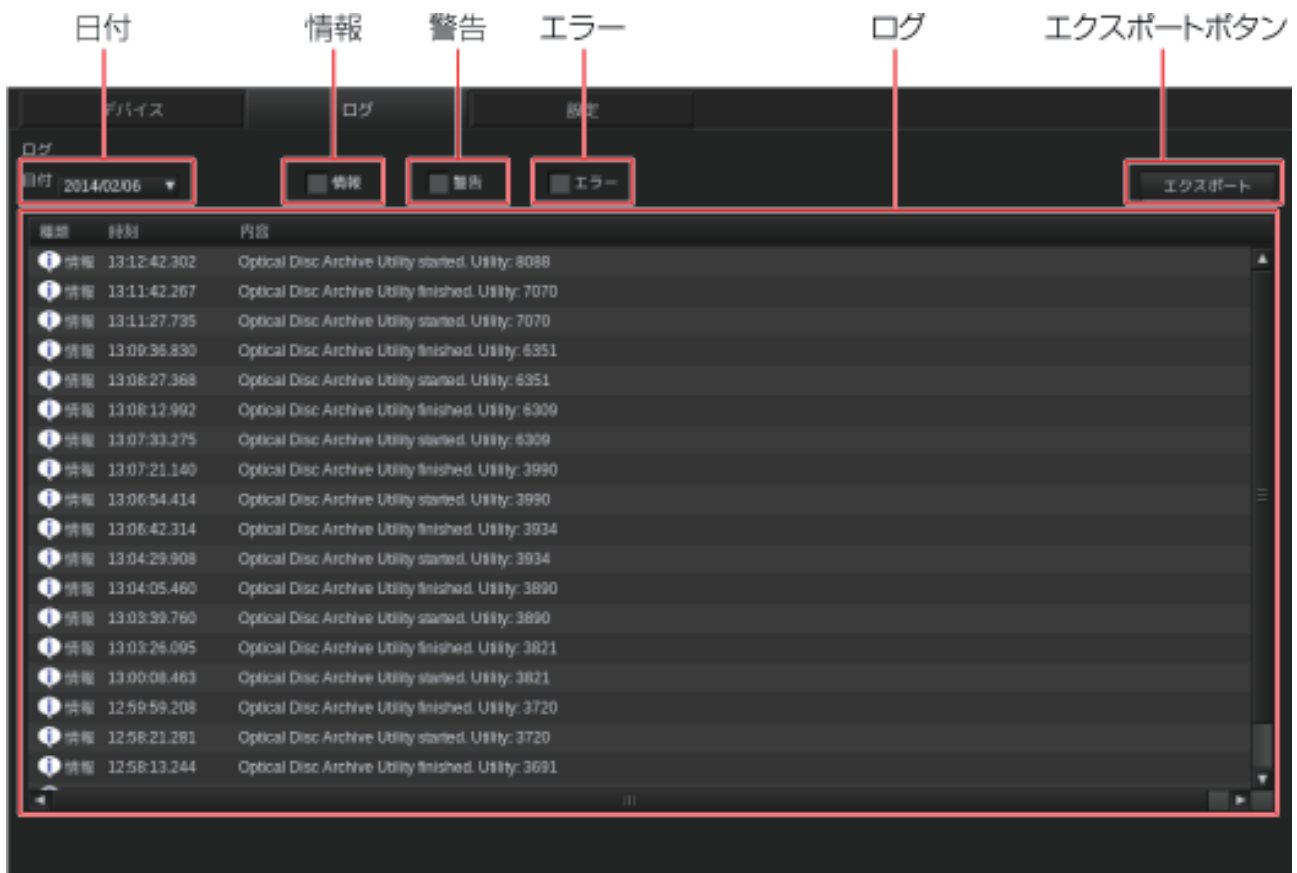 日付 情報 警告 エラー ログ エクスポートボタン
デバイス ログ 設定
ログ
日付 2014/02/06 ▼ 情報 警告 エラー エクスポート
種類 時刻 内容
情報 13:12:42.302 Optical Disc Archive Utility started. Utility: 8088
情報 13:11:42.267 Optical Disc Archive Utility finished. Utility: 7070
情報 13:11:27.735 Optical Disc Archive Utility started. Utility: 7070
情報 13:09:36.830 Optical Disc Archive Utility finished. Utility: 6351
情報 13:08:27.368 Optical Disc Archive Utility started. Utility: 6351
情報 13:08:12.992 Optical Disc Archive Utility finished. Utility: 6309
情報 13:07:33.275 Optical Disc Archive Utility started. Utility: 6309
情報 13:07:21.140 Optical Disc Archive Utility finished. Utility: 3990
情報 13:06:54.414 Optical Disc Archive Utility started. Utility: 3990
情報 13:06:42.314 Optical Disc Archive Utility finished. Utility: 3934
情報 13:04:29.908 Optical Disc Archive Utility started. Utility: 3934
情報 13:04:05.460 Optical Disc Archive Utility finished. Utility: 3890
情報 13:03:39.760 Optical Disc Archive Utility started. Utility: 3890
情報 13:03:26.095 Optical Disc Archive Utility finished. Utility: 3821
情報 13:00:08.463 Optical Disc Archive Utility started. Utility: 3821
情報 12:59:59.208 Optical Disc Archive Utility finished. Utility: 3720
情報 12:58:21.281 Optical Disc Archive Utility started. Utility: 3720
情報 12:58:13.244 Optical Disc Archive Utility finished. Utility: 3691